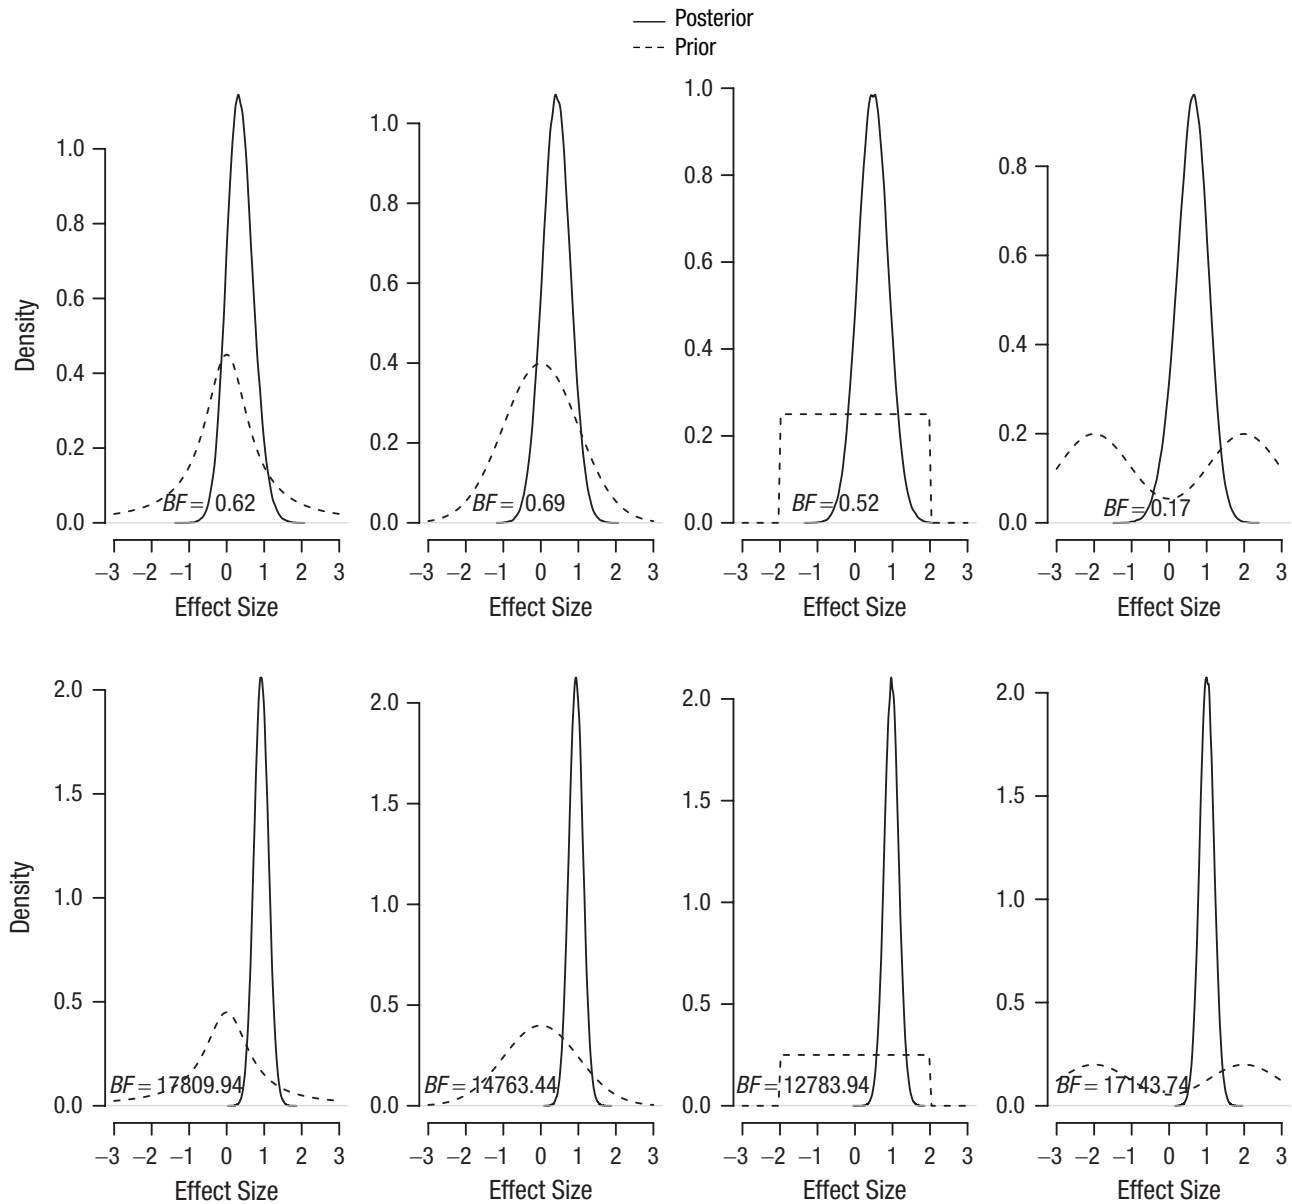 Posterior
Prior
Density
1.0
0.8
0.6
0.4
0.2
0.0
BF = 0.62
−3 −2 −1 0 1 2 3
Effect Size
1.0
0.8
0.6
0.4
0.2
0.0
BF = 0.69
−3 −2 −1 0 1 2 3
Effect Size
1.0
0.8
0.6
0.4
0.2
0.0
BF = 0.52
−3 −2 −1 0 1 2 3
Effect Size
0.8
0.6
0.4
0.2
0.0
BF = 0.17
−3 −2 −1 0 1 2 3
Effect Size
Density
2.0
1.5
1.0
0.5
0.0
BF = 17809.94
−3 −2 −1 0 1 2 3
Effect Size
2.0
1.5
1.0
0.5
0.0
BF = 14763.44
−3 −2 −1 0 1 2 3
Effect Size
2.0
1.5
1.0
0.5
0.0
BF = 12783.94
−3 −2 −1 0 1 2 3
Effect Size
2.0
1.5
1.0
0.5
0.0
BF = 17143.74
−3 −2 −1 0 1 2 3
Effect Size